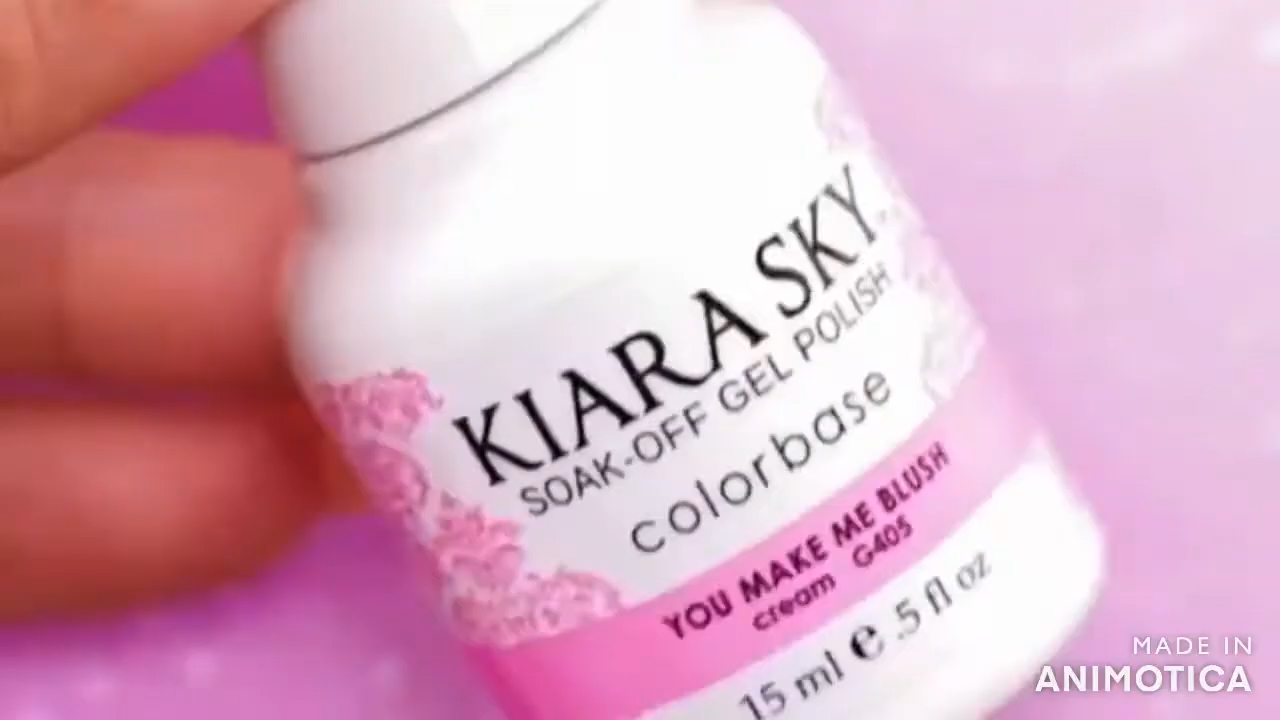 KIARA SKY
SOAK-OFF GEL POLISH
colorbase
YOU MAKE ME BLUSH
cream G405
15 ml e .5 fl oz
MADE IN
ANIMOTICA